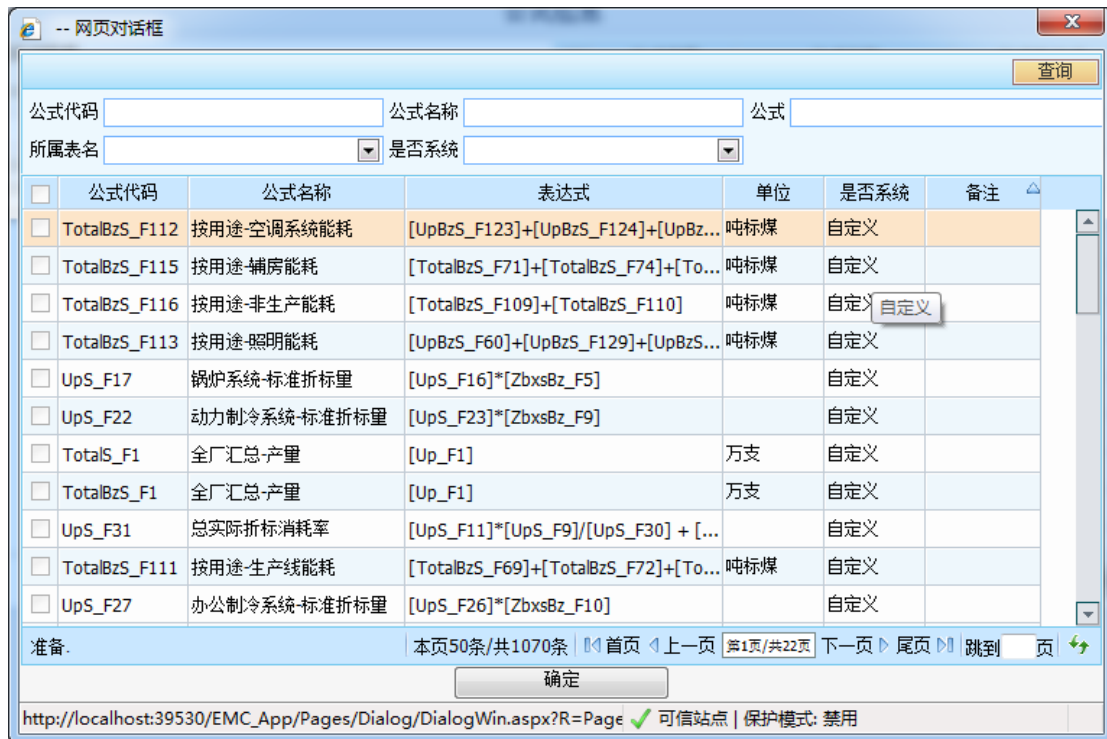 -- 网页对话框
查询
公式代码 公式名称 公式
所属表名 是否系统
公式代码 公式名称 表达式 单位 是否系统 备注
TotalBzS_F112 按用途-空调系统能耗 [UpBzS_F123]+[UpBzS_F124]+[UpBz... 吨标煤 自定义
TotalBzS_F115 按用途-辅房能耗 [TotalBzS_F71]+[TotalBzS_F74]+[To... 吨标煤 自定义
TotalBzS_F116 按用途-非生产能耗 [TotalBzS_F109]+[TotalBzS_F110] 吨标煤 自定义
自定义
TotalBzS_F113 按用途-照明能耗 [UpBzS_F60]+[UpBzS_F129]+[UpBzS... 吨标煤 自定义
UpS_F17 锅炉系统-标准折标量 [UpS_F16]*[ZbxsBz_F5] 自定义
UpS_F22 动力制冷系统-标准折标量 [UpS_F23]*[ZbxsBz_F9] 自定义
TotalS_F1 全厂汇总-产量 [Up_F1] 万支 自定义
TotalBzS_F1 全厂汇总-产量 [Up_F1] 万支 自定义
UpS_F31 总实际折标消耗率 [UpS_F11]*[UpS_F9]/[UpS_F30] + [... 自定义
TotalBzS_F111 按用途-生产线能耗 [TotalBzS_F69]+[TotalBzS_F72]+[To... 吨标煤 自定义
UpS_F27 办公制冷系统-标准折标量 [UpS_F26]*[ZbxsBz_F10] 自定义
准备. 本页50条/共1070条 首页 上一页 第1页/共22页 下一页 尾页 跳到 页
确定
http://localhost:39530/EMC_App/Pages/Dialog/DialogWin.aspx?R=Page 可信站点 | 保护模式: 禁用